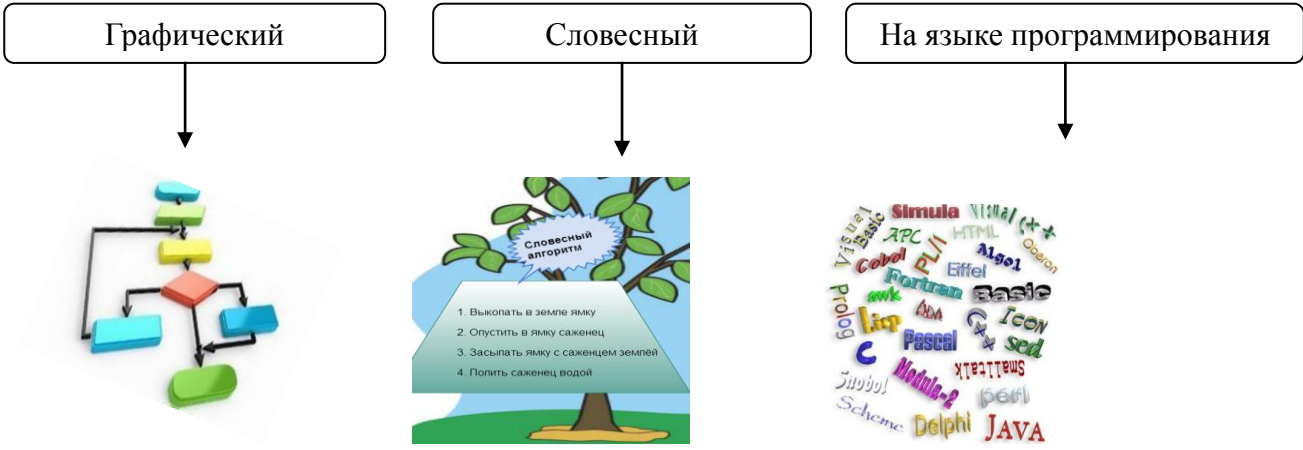 Графический
Словесный
На языке программирования
Словесный
алгоритм
1. Выкопать в земле ямку
2. Опустить в ямку саженец
3. Засыпать ямку с саженцем землёй
4. Полить саженец водой
Visual
Basic
Simula
Visual C++
APC
PL/I
HTML
Oberon
Cobol
Algol
Eiffel
Fortran
Basic
Prolog
awk
Ada
Lisp
C++
Icon
Pascal
sed
C
Smalltalk
Modula-2
Snobol
perl
Scheme
Delphi
JAVA